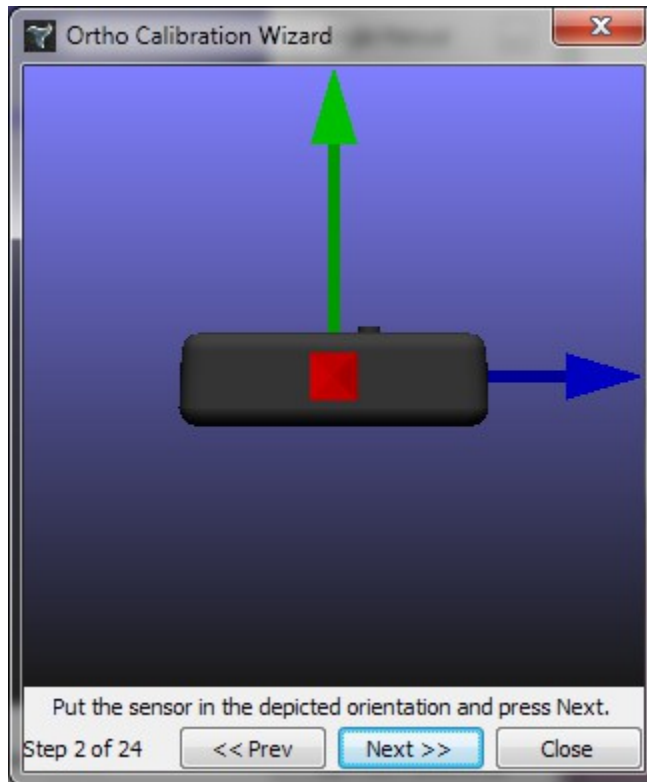 Ortho Calibration Wizard
Put the sensor in the depicted orientation and press Next.
Step 2 of 24
<< Prev
Next >>
Close